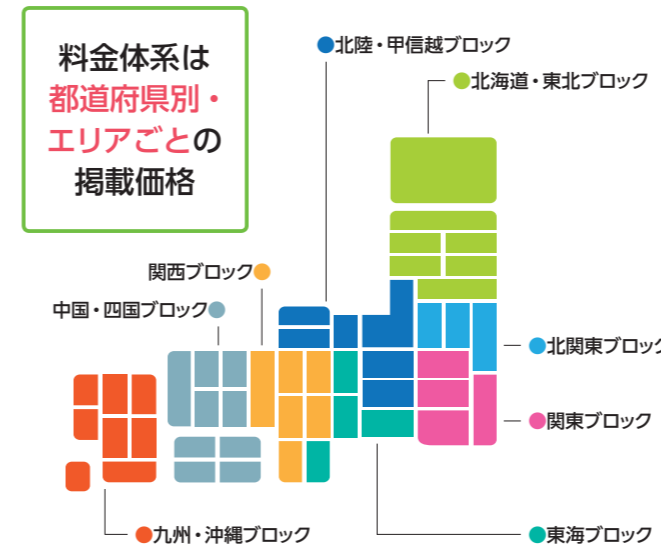 料金体系は
都道府県別・
エリアごとの
掲載価格
北陸・甲信越ブロック
北海道・東北ブロック
関西ブロック
中国・四国ブロック
北関東ブロック
関東ブロック
九州・沖縄ブロック
東海ブロック